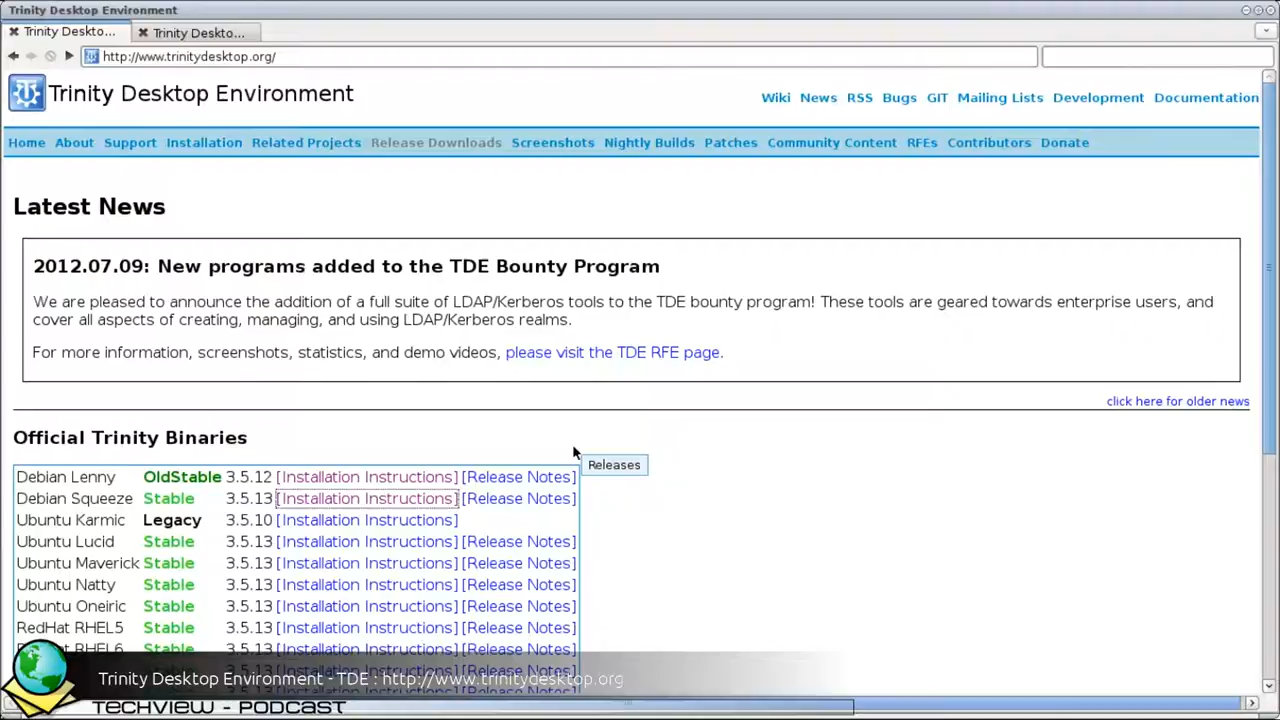 Trinity Desktop Environment
Trinity Deskto... Trinity Deskto...
http://www.trinitydesktop.org/
Trinity Desktop Environment
Wiki News RSS Bugs GIT Mailing Lists Development Documentation
Home About Support Installation Related Projects Release Downloads Screenshots Nightly Builds Patches Community Content RFEs Contributors Donate
Latest News
2012.07.09: New programs added to the TDE Bounty Program
We are pleased to announce the addition of a full suite of LDAP/Kerberos tools to the TDE bounty program! These tools are geared towards enterprise users, and
cover all aspects of creating, managing, and using LDAP/Kerberos realms.
For more information, screenshots, statistics, and demo videos, please visit the TDE RFE page.
click here for older news
Official Trinity Binaries
Releases
Debian Lenny OldStable 3.5.12 [Installation Instructions] [Release Notes]
Debian Squeeze Stable 3.5.13 [Installation Instructions] [Release Notes]
Ubuntu Karmic Legacy 3.5.10 [Installation Instructions]
Ubuntu Lucid Stable 3.5.13 [Installation Instructions] [Release Notes]
Ubuntu Maverick Stable 3.5.13 [Installation Instructions] [Release Notes]
Ubuntu Natty Stable 3.5.13 [Installation Instructions] [Release Notes]
Ubuntu Oneiric Stable 3.5.13 [Installation Instructions] [Release Notes]
RedHat RHEL5 Stable 3.5.13 [Installation Instructions] [Release Notes]
RedHat RHEL6 Stable 3.5.13 [Installation Instructions] [Release Notes]
Trinity Desktop Environment - TDE : http://www.trinitydesktop.org
TECHVIEW - PODCAST